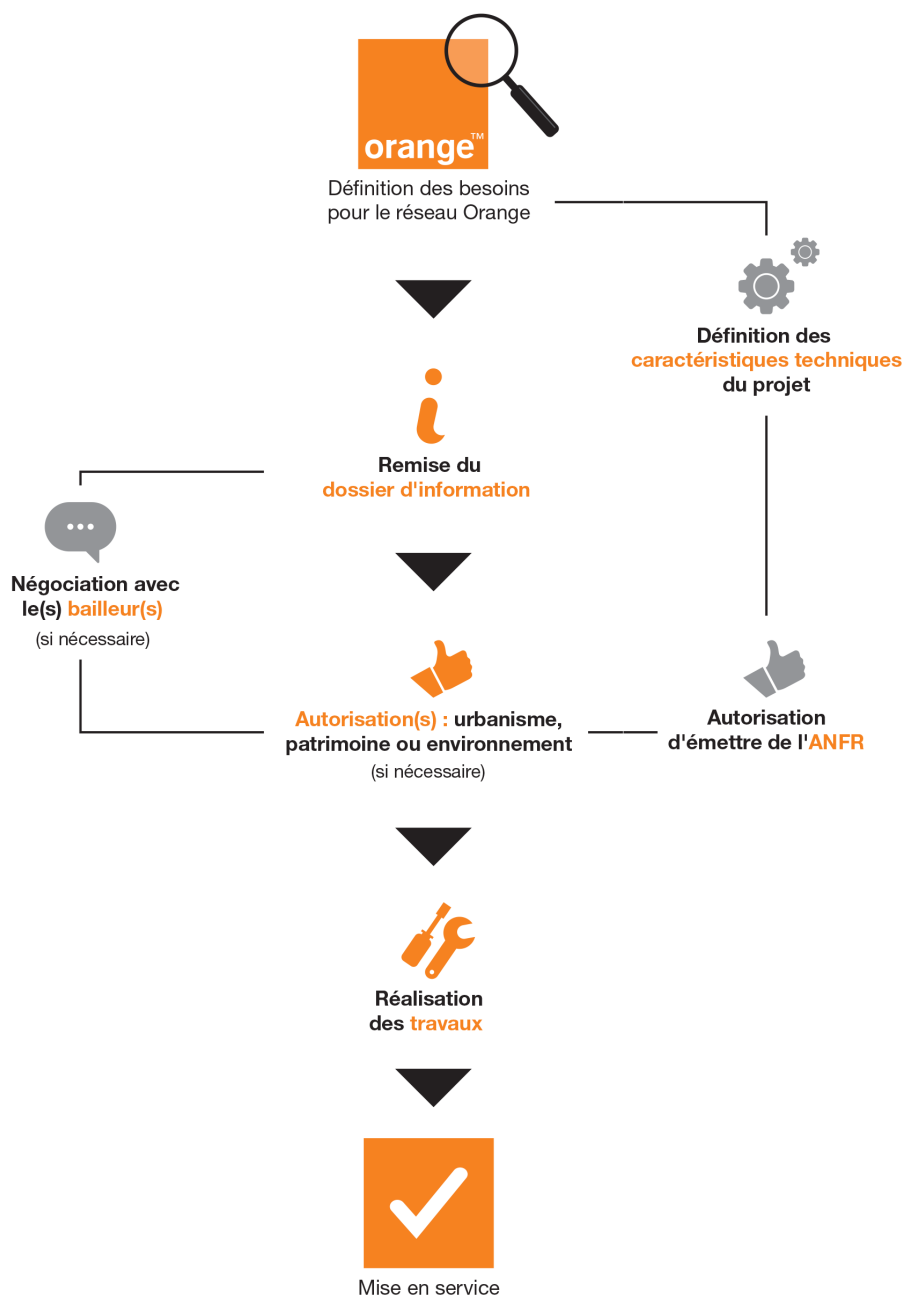 orange™
Définition des besoins
pour le réseau Orange
Définition des
caractéristiques techniques
du projet
Remise du
dossier d'information
Négociation avec
le(s) bailleur(s)
(si nécessaire)
Autorisation(s) : urbanisme,
patrimoine ou environnement
(si nécessaire)
Autorisation
d'émettre de l'ANFR
Réalisation
des travaux
Mise en service